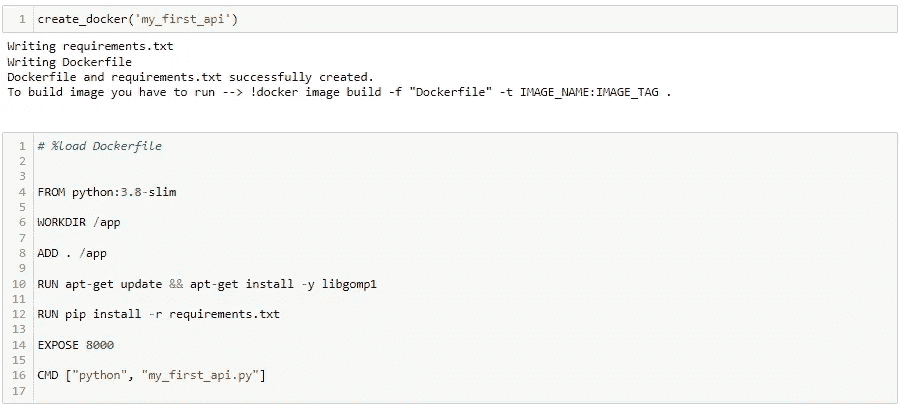 1 create_docker('my_first_api')
Writing requirements.txt
Writing Dockerfile
Dockerfile and requirements.txt successfully created.
To build image you have to run --> !docker image build -f "Dockerfile" -t IMAGE_NAME:IMAGE_TAG .
1 # %load Dockerfile
2
3
4 FROM python:3.8-slim
5
6 WORKDIR /app
7
8 ADD . /app
9
10 RUN apt-get update && apt-get install -y libgomp1
11
12 RUN pip install -r requirements.txt
13
14 EXPOSE 8000
15
16 CMD ["python", "my_first_api.py"]
17